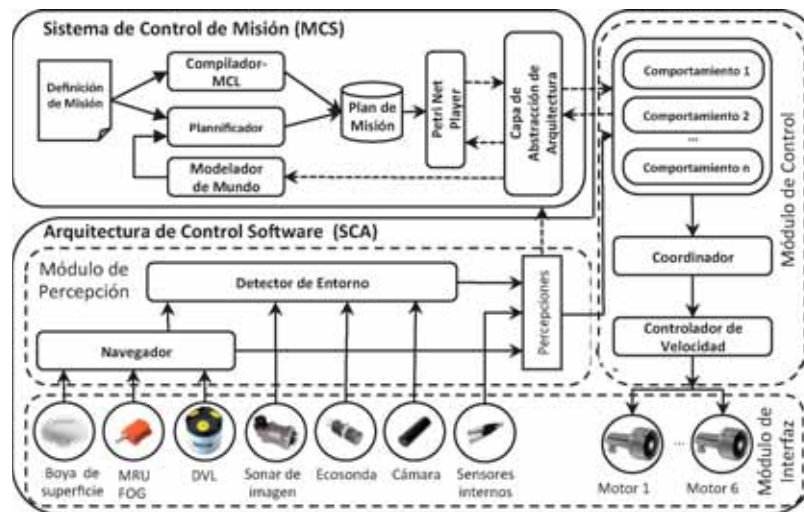 Sistema de Control de Misión (MCS)
Definición
de Misión
Compilador-
MCL
Plannificador
Modelador
de Mundo
Plan de
Misión
Petri Net
Player
Capa de
Abstracción de
Arquitectura
Comportamiento 1
Comportamiento 2
...
Comportamiento n
Módulo de Control
Coordinador
Controlador de
Velocidad
Arquitectura de Control Software (SCA)
Módulo de
Percepción
Detector de Entorno
Navegador
Percepciones
Boya de
superficie
MRU
FOG
DVL
Sonar de
imagen
Ecosonda
Cámara
Sensores
internos
Motor 1
...
Motor 6
Módulo de
Interfaz